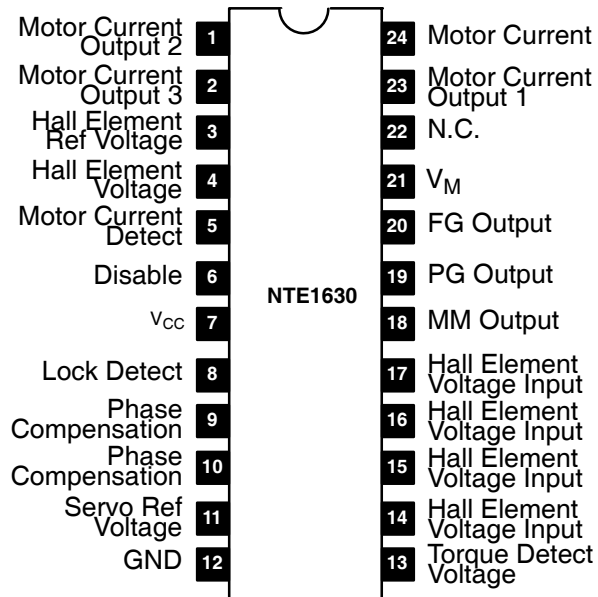 Motor Current
Output 2
1
24
Motor Current
Motor Current
Output 3
2
23
Motor Current
Output 1
Hall Element
Ref Voltage
3
22
N.C.
Hall Element
Voltage
4
21
VM
Motor Current
Detect
5
20
FG Output
Disable
6
19
PG Output
NTE1630
VCC
7
18
MM Output
Lock Detect
8
17
Hall Element
Voltage Input
Phase
Compensation
9
16
Hall Element
Voltage Input
Phase
Compensation
10
15
Hall Element
Voltage Input
Servo Ref
Voltage
11
14
Hall Element
Voltage Input
GND
12
13
Torque Detect
Voltage